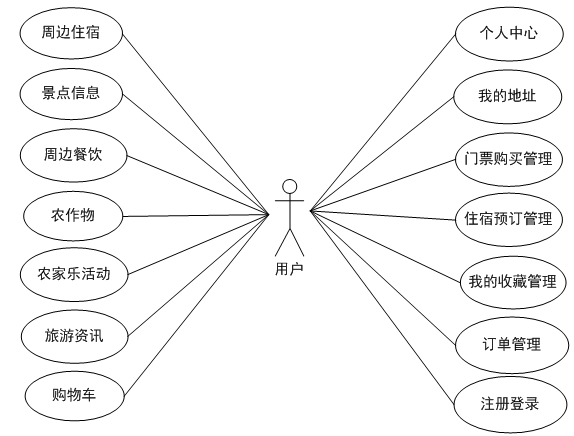 周边住宿
景点信息
周边餐饮
农作物
农家乐活动
旅游资讯
购物车
用户
个人中心
我的地址
门票购买管理
住宿预订管理
我的收藏管理
订单管理
注册登录